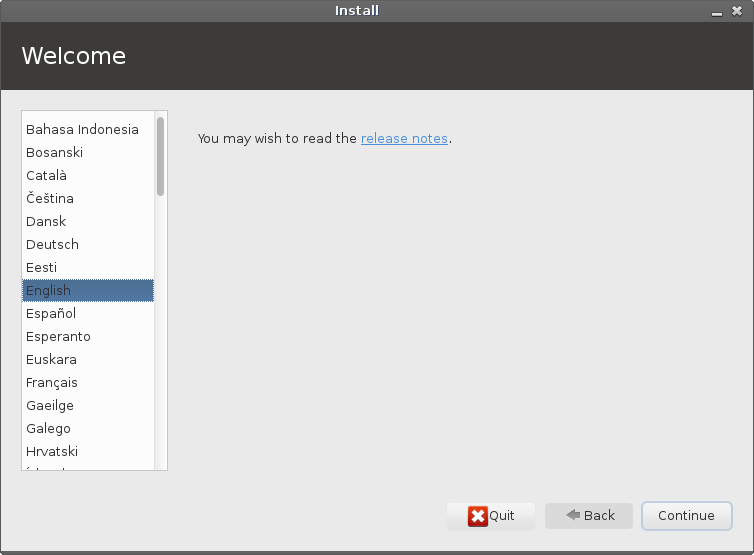 Install
Welcome
Bahasa Indonesia
Bosanski
Català
Čeština
Dansk
Deutsch
Eesti
English
Español
Esperanto
Euskara
Français
Gaeilge
Galego
Hrvatski
You may wish to read the release notes.
Quit
Back
Continue